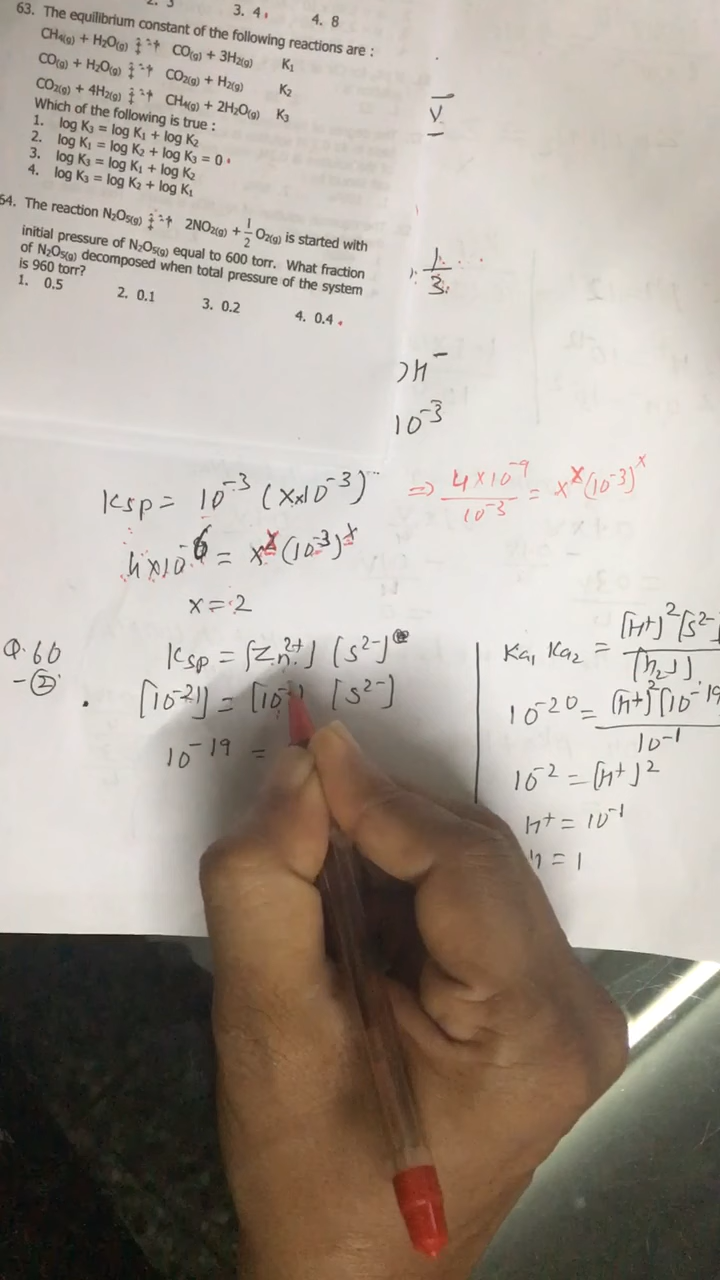 3. 4.
4. 8
63. The equilibrium constant of the following reactions are :
CH₄(g) + H₂O(g) ⇌ CO(g) + 3H₂(g) K₁
CO(g) + H₂O(g) ⇌ CO₂(g) + H₂(g) K₂
CO₂(g) + 4H₂(g) ⇌ CH₄(g) + 2H₂O(g) K₃
Which of the following is true :
1. log K₃ = log K₁ + log K₂
2. log K₁ = log K₂ + log K₃ = 0
3. log K₃ = log K₁ + log K₂
4. log K₃ = log K₂ + log K₁
64. The reaction N₂O₅(g) ⇌ 2NO₂(g) + 1/2 O₂(g) is started with
initial pressure of N₂O₅(g) equal to 600 torr. What fraction
of N₂O₅(g) decomposed when total pressure of the system
is 960 torr?
1. 0.5 2. 0.1 3. 0.2 4. 0.4
V
1/3
H⁻
10⁻³
Ksp = 10⁻³ (x×10⁻³)
⇒ 4×10⁻⁹/10⁻³ = xˣ(10⁻³)ˣ
4×10⁻⁶ = xˣ(10⁻³)ˣ
x = 2
Q.60
- ②
Ksp = [Zn²⁺] [S²⁻]
[10⁻²¹] = [10 [S²⁻]
10⁻¹⁹ =
Ka₁ Ka₂ = [H⁺]²[S²⁻]/[H₂S]
10⁻²⁰ = (H⁺)²[10⁻¹⁹/10⁻¹
10⁻² = [H⁺]²
H⁺ = 10⁻¹
= 1